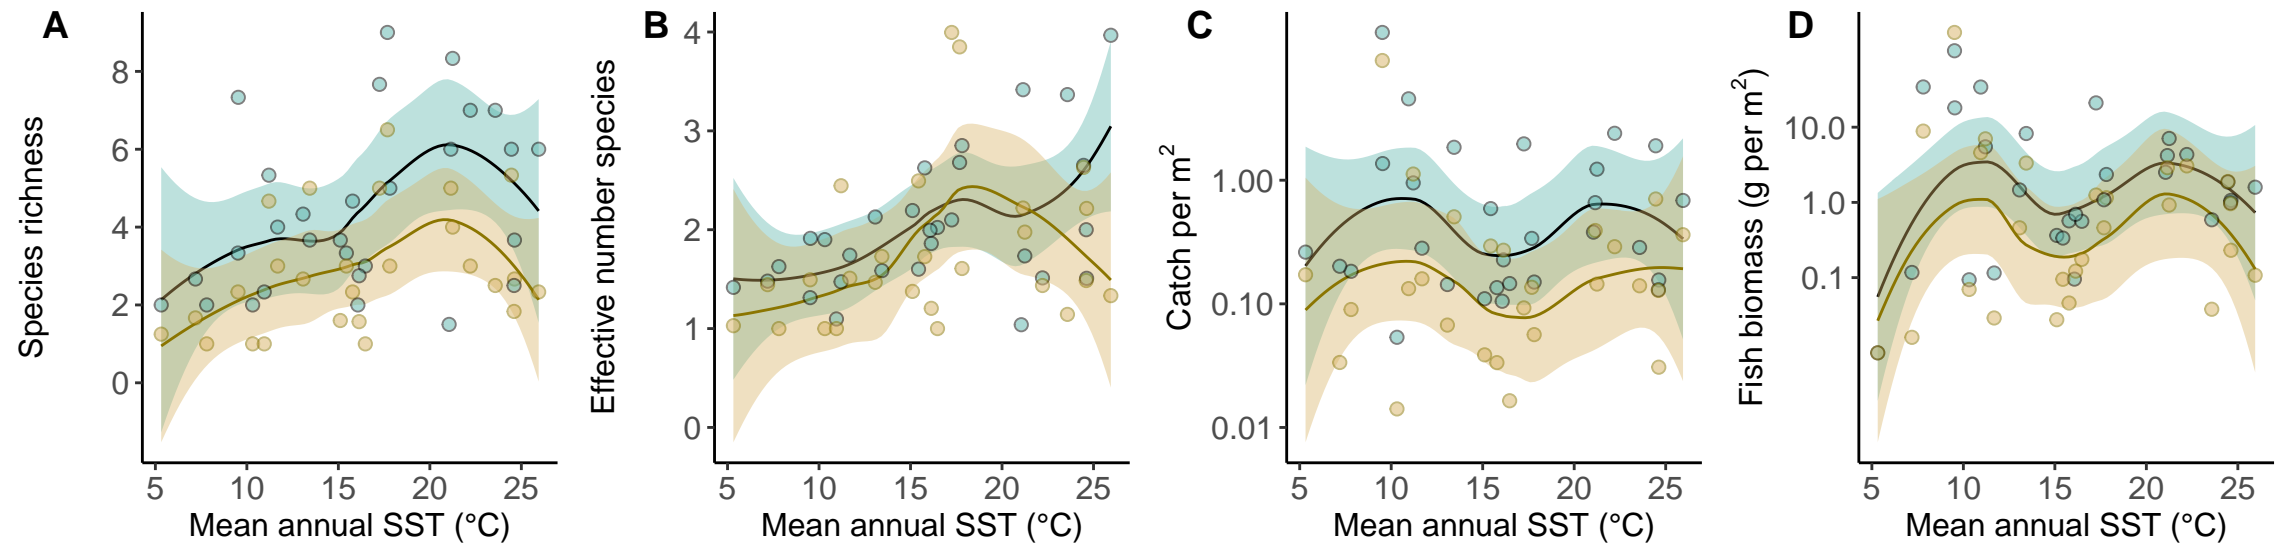 A
Species richness
8
6
4
2
0
5 10 15 20 25
Mean annual SST (°C)
B
Effective number species
4
3
2
1
0
5 10 15 20 25
Mean annual SST (°C)
C
Catch per m²
1.00
0.10
0.01
5 10 15 20 25
Mean annual SST (°C)
D
Fish biomass (g per m²)
10.0
1.0
0.1
5 10 15 20 25
Mean annual SST (°C)